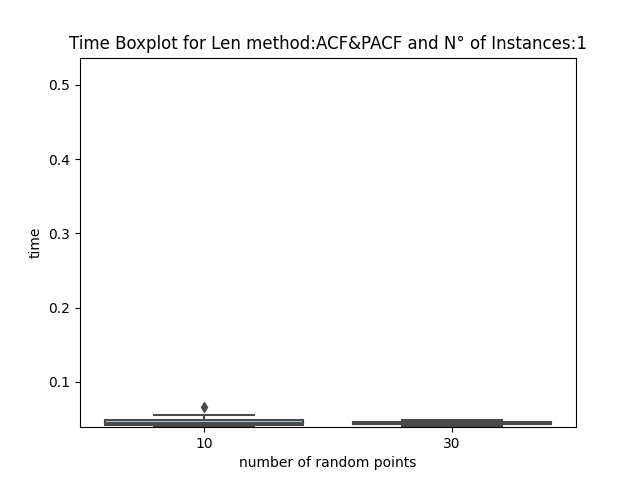 Time Boxplot for Len method:ACF&PACF and N° of Instances:1
0.5
0.4
0.3
0.2
0.1
time
10 30
number of random points